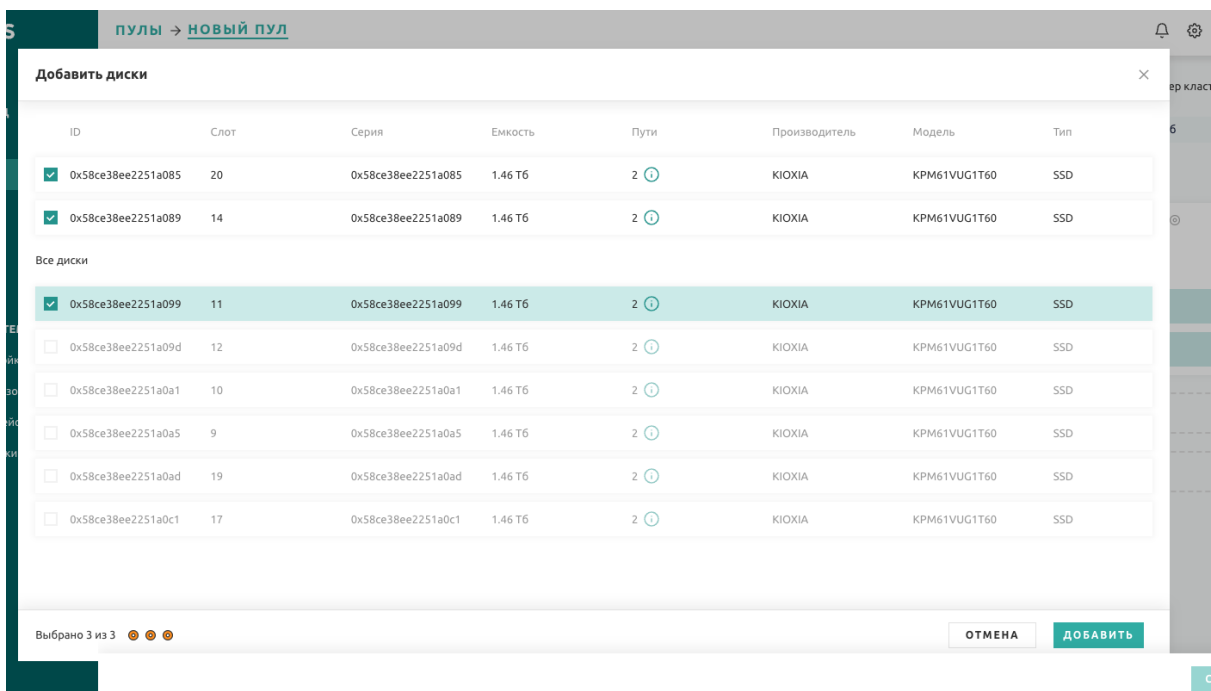 S ПУЛЫ → НОВЫЙ ПУЛ
Добавить диски
ID Слот Серия Емкость Пути Производитель Модель Тип
0x58ce38ee2251a085 20 0x58ce38ee2251a085 1.46 Тб 2 KIOXIA KPM61VUG1T60 SSD
0x58ce38ee2251a089 14 0x58ce38ee2251a089 1.46 Тб 2 KIOXIA KPM61VUG1T60 SSD
Все диски
0x58ce38ee2251a099 11 0x58ce38ee2251a099 1.46 Тб 2 KIOXIA KPM61VUG1T60 SSD
0x58ce38ee2251a09d 12 0x58ce38ee2251a09d 1.46 Тб 2 KIOXIA KPM61VUG1T60 SSD
0x58ce38ee2251a0a1 10 0x58ce38ee2251a0a1 1.46 Тб 2 KIOXIA KPM61VUG1T60 SSD
0x58ce38ee2251a0a5 9 0x58ce38ee2251a0a5 1.46 Тб 2 KIOXIA KPM61VUG1T60 SSD
0x58ce38ee2251a0ad 19 0x58ce38ee2251a0ad 1.46 Тб 2 KIOXIA KPM61VUG1T60 SSD
0x58ce38ee2251a0c1 17 0x58ce38ee2251a0c1 1.46 Тб 2 KIOXIA KPM61VUG1T60 SSD
Выбрано 3 из 3 ОТМЕНА ДОБАВИТЬ